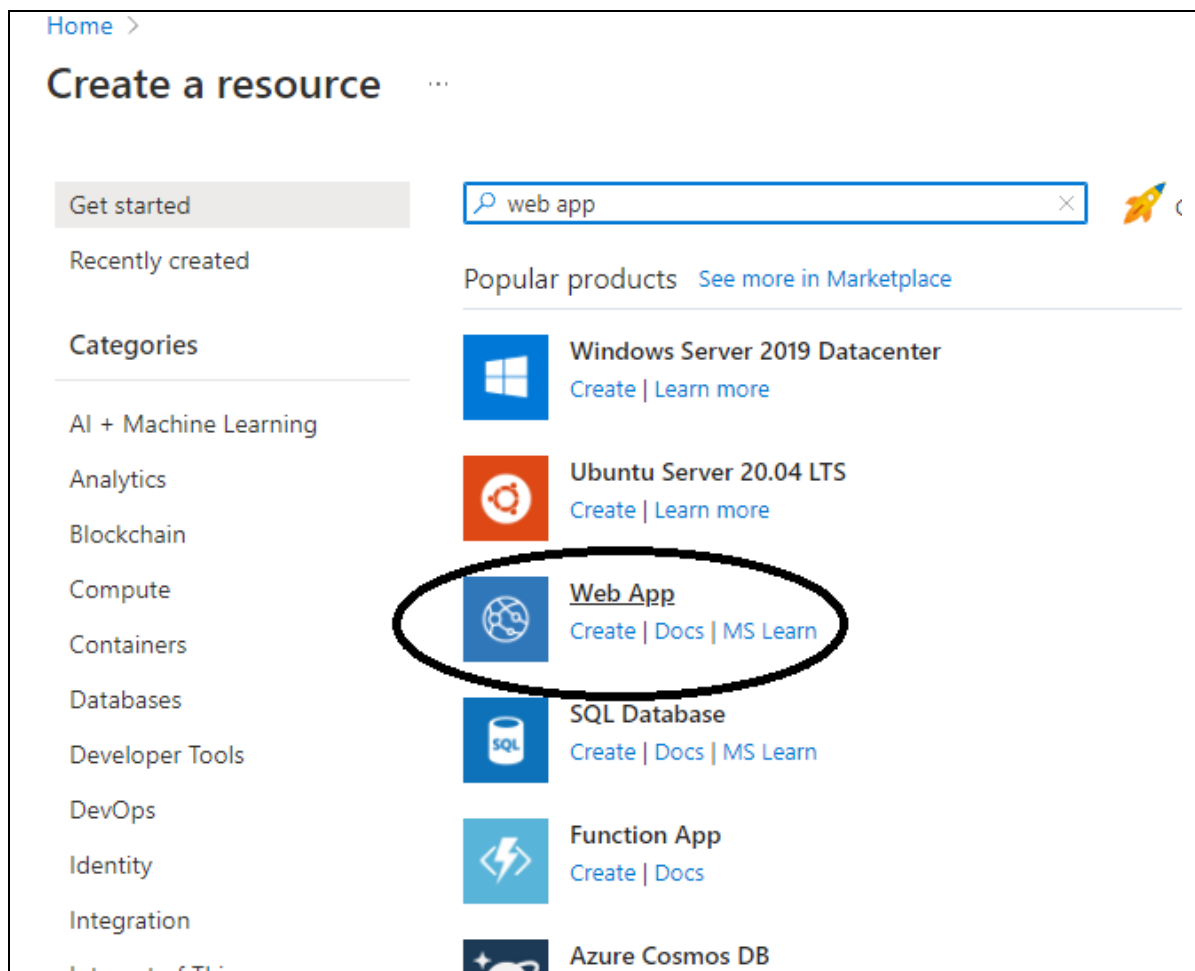 Home >
Create a resource ...
Get started
Recently created
Categories
AI + Machine Learning
Analytics
Blockchain
Compute
Containers
Databases
Developer Tools
DevOps
Identity
Integration
web app
Popular products See more in Marketplace
Windows Server 2019 Datacenter
Create | Learn more
Ubuntu Server 20.04 LTS
Create | Learn more
Web App
Create | Docs | MS Learn
SQL Database
Create | Docs | MS Learn
SQL
Function App
Create | Docs
Azure Cosmos DB